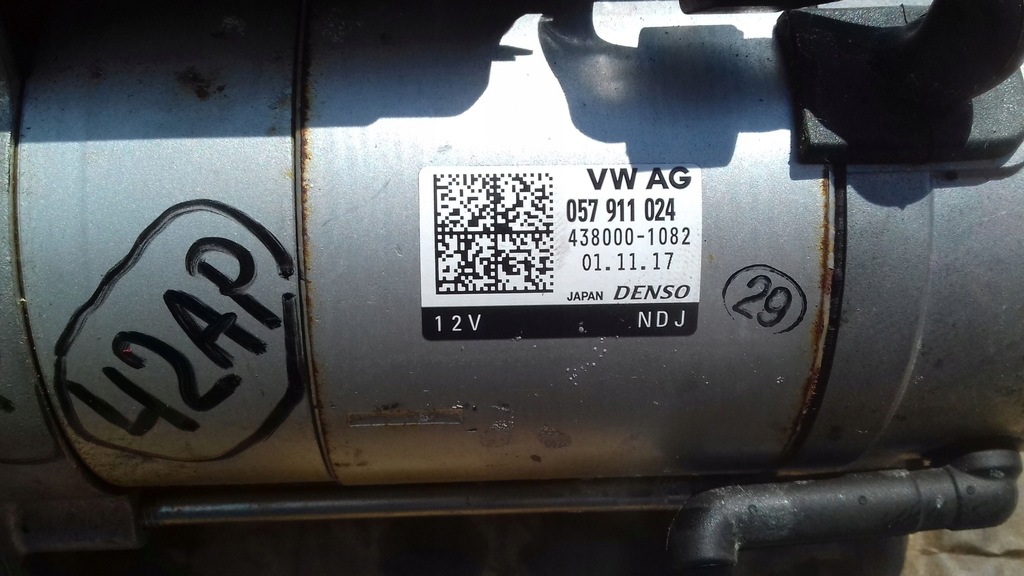 VW AG
057 911 024
438000-1082
01.11.17
JAPAN DENSO
12V NDJ
42AP
29